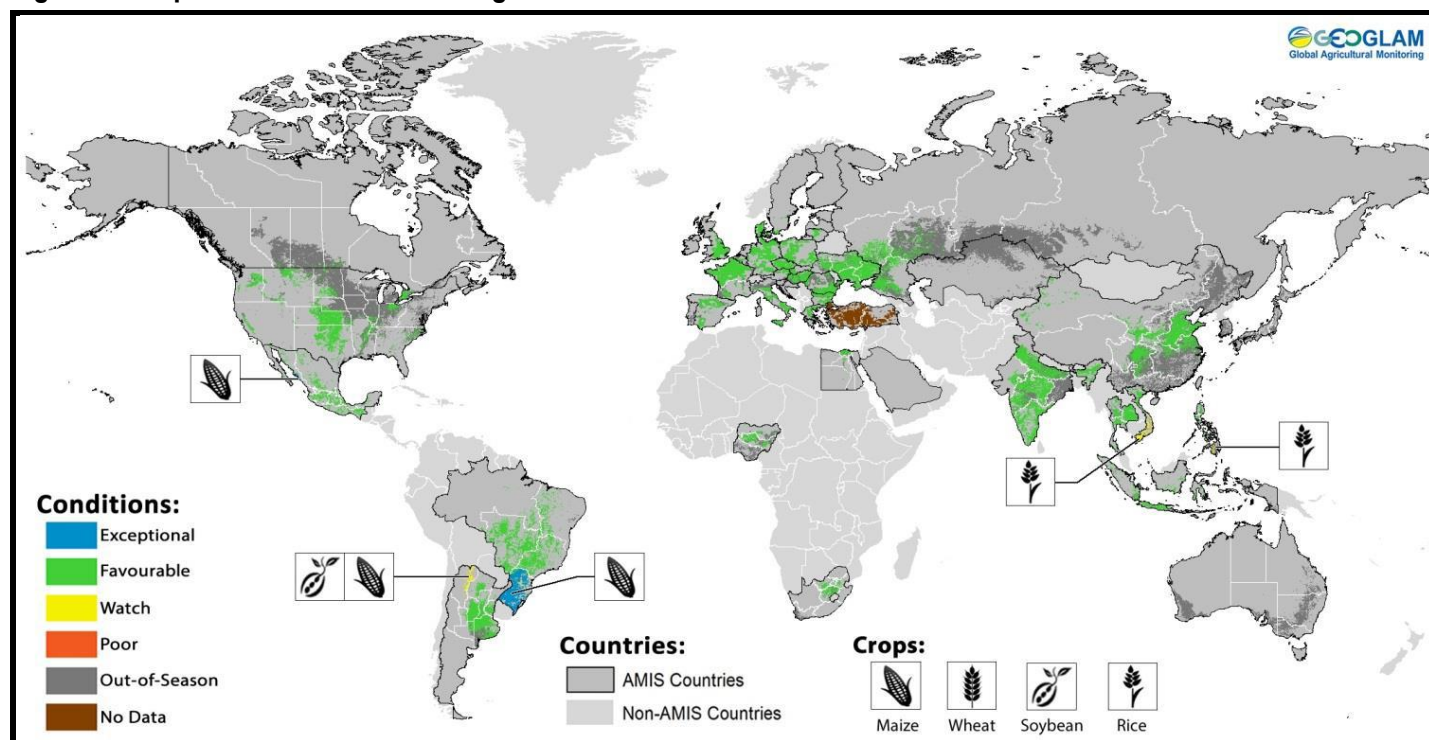 GEOGLAM
Global Agricultural Monitoring
Conditions:
Exceptional
Favourable
Watch
Poor
Out-of-Season
No Data
Countries:
AMIS Countries
Non-AMIS Countries
Crops:
Maize
Wheat
Soybean
Rice